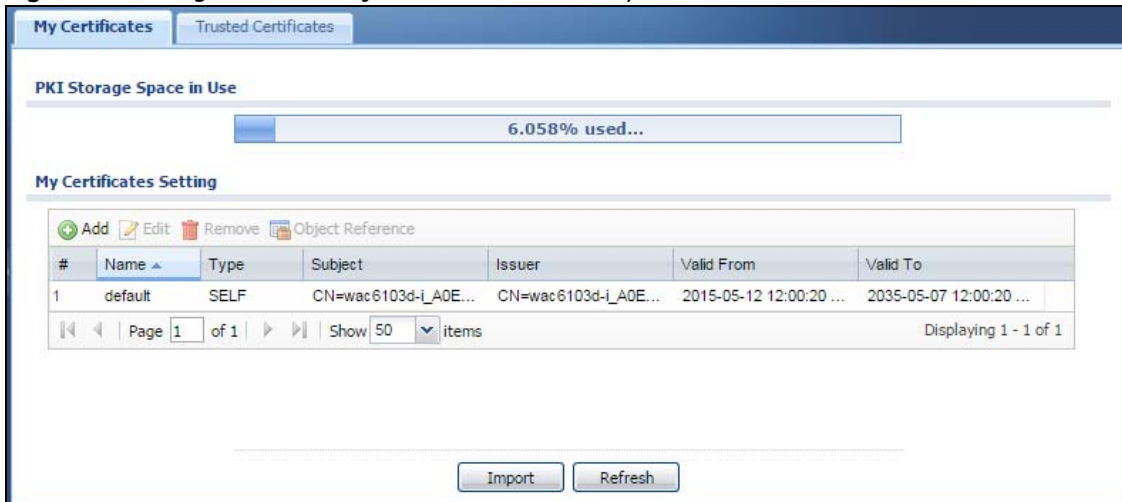 My Certificates Trusted Certificates
PKI Storage Space in Use
6.058% used...
My Certificates Setting
Add Edit Remove Object Reference
# Name Type Subject Issuer Valid From Valid To
1 default SELF CN=wac6103d-i_A0E... CN=wac6103d-i_A0E... 2015-05-12 12:00:20 ... 2035-05-07 12:00:20 ...
Page 1 of 1 Show 50 items Displaying 1 - 1 of 1
Import Refresh